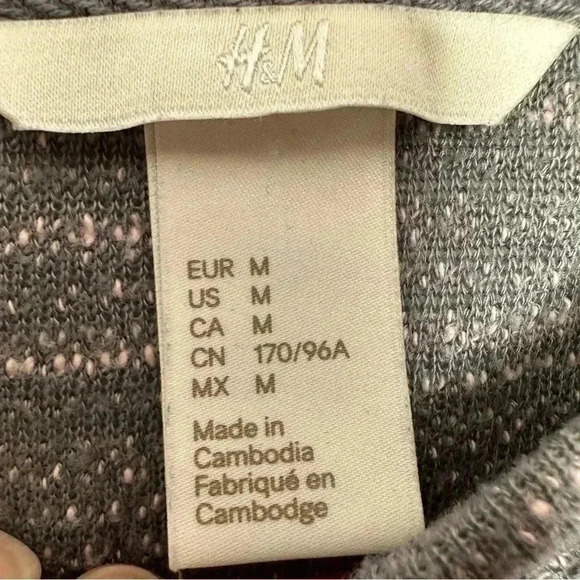 H&M
EUR M
US M
CA M
CN 170/96A
MX M
Made in
Cambodia
Fabriqué en
Cambodge